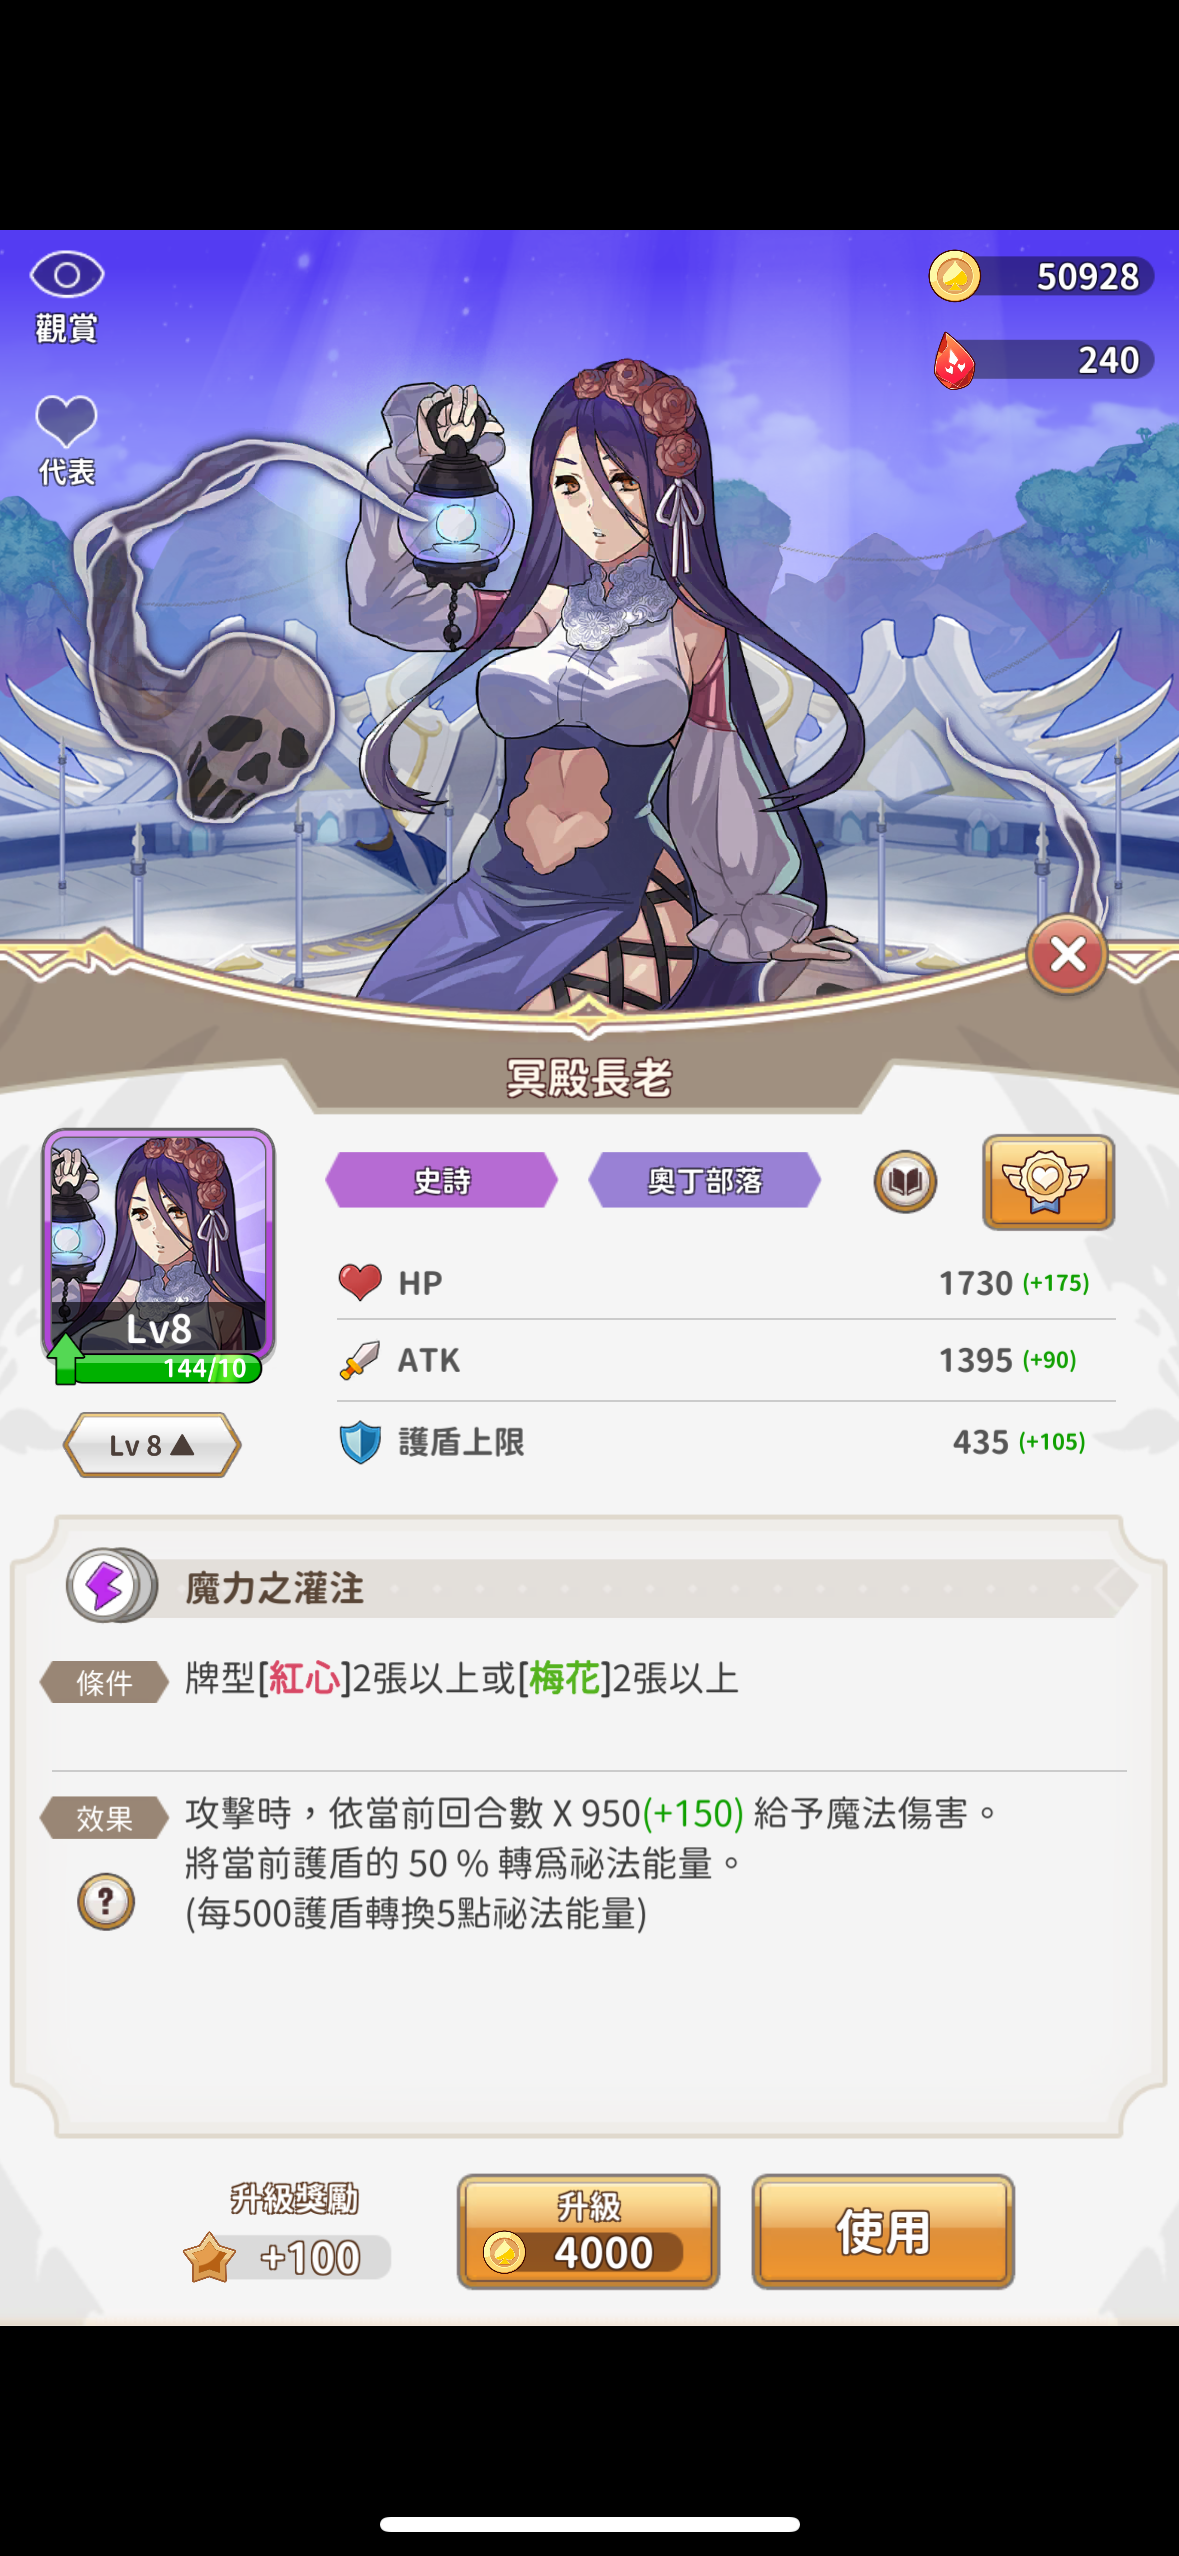 觀賞
50928
240
代表
冥殿長老
史詩
奧丁部落
Lv8
144/10
Lv 8 ▲
HP
1730 (+175)
ATK
1395 (+90)
護盾上限
435 (+105)
魔力之灌注
條件
牌型[紅心]2張以上或[梅花]2張以上
效果
攻擊時，依當前回合數 X 950(+150) 給予魔法傷害。
將當前護盾的 50 % 轉爲祕法能量。
(每500護盾轉換5點祕法能量)
?
升級獎勵
+100
升級
4000
使用